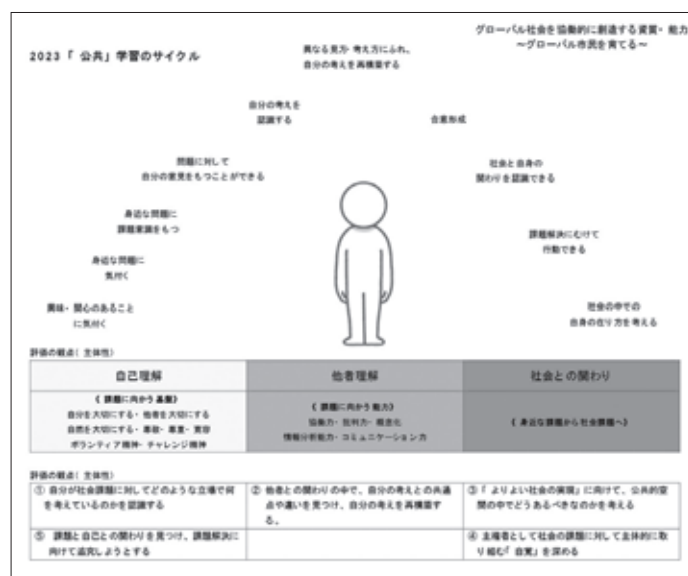 グローバル社会を協働的に創造する資質・能力
～グローバル市民を育てる～
2023「公共」学習のサイクル
異なる見方・考え方にふれ、
自分の考えを再構築する
自分の考えを
認識する
合意形成
問題に対して
自分の意見をもつことができる
社会と自身の
関わりを認識できる
身近な問題に
課題意識をもつ
課題解決にむけて
行動できる
身近な問題に
気付く
興味・関心のあること
に気付く
社会の中での
自身の在り方を考える
評価の観点(主体性)
自己理解
他者理解
社会との関わり
《課題に向かう基盤》
自分を大切にする・他者を大切にする
自然を大切にする・尊敬・尊重・寛容
ボランティア精神・チャレンジ精神
《課題に向かう能力》
協働力・批判力・概念化
情報分析能力・コミュニケーション力
《身近な課題から社会課題へ》
評価の観点(主体性)
① 自分が社会課題に対してどのような立場で何
を考えているのかを認識する
② 他者との関わりの中で、自分の考えとの共通
点や違いを見つけ、自分の考えを再構築す
る。
③「よりよい社会の実現」に向けて、公共的空
間の中でどうあるべきなのかを考える
⑤ 課題と自己との関わりを見つけ、課題解決に
向けて追究しようとする
④ 主権者として社会の課題に対して主体的に取
り組む「自覚」を深める